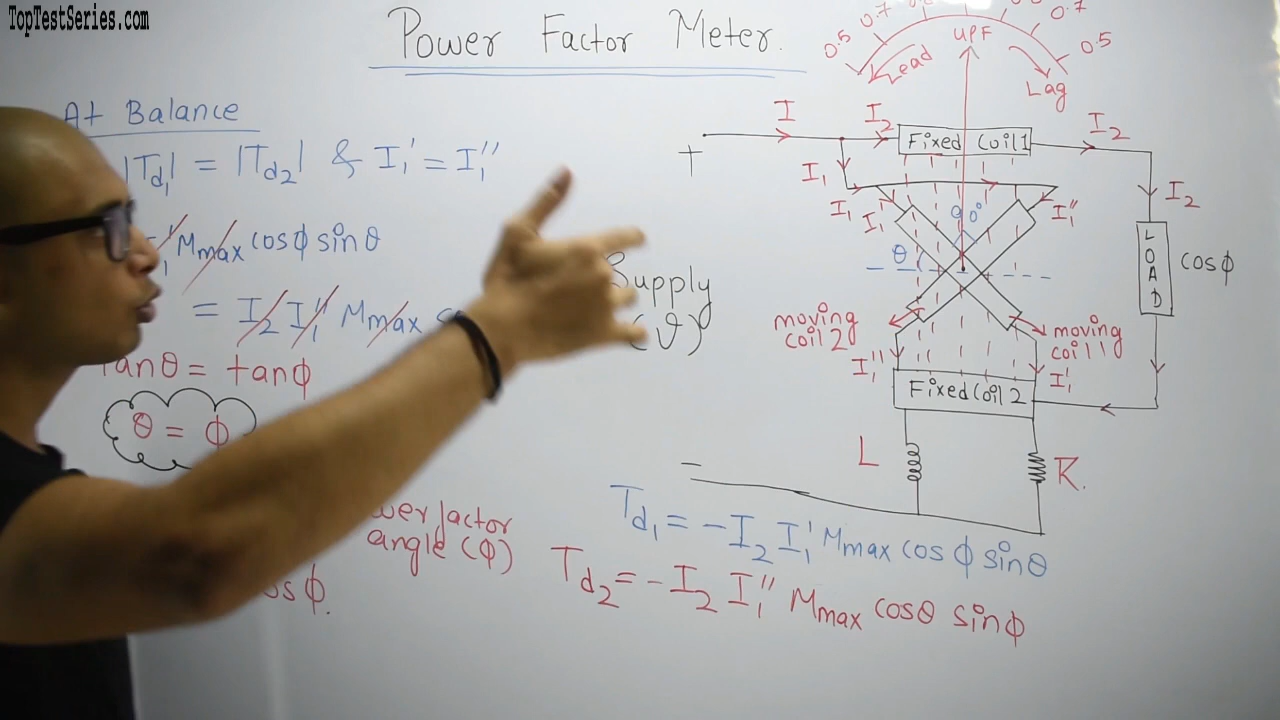 TopTestSeries.com
Power Factor Meter.
At Balance
|Td₁| = |Td₂| & I₁' = I₁''
Mmax cosϕ sinθ
= I₂ I₁'' Mmax
tanθ = tanϕ
θ = ϕ
factor
angle (ϕ)
ϕ.
0.5
0.7
0.7
0.5
UPF
Lead
Lag
I
I₂
Fixed Coil 1
I₂
+
I₁
I₁
I₁'
90°
I₁''
I₂
θ
LOAD
cosϕ
Supply
(v)
moving
coil 2
moving
coil 1
I₁''
I₁'
Fixed Coil 2
L
R.
−
Td₁ = -I₂ I₁' Mmax cosϕ sinθ
Td₂ = -I₂ I₁'' Mmax cosθ sinϕ